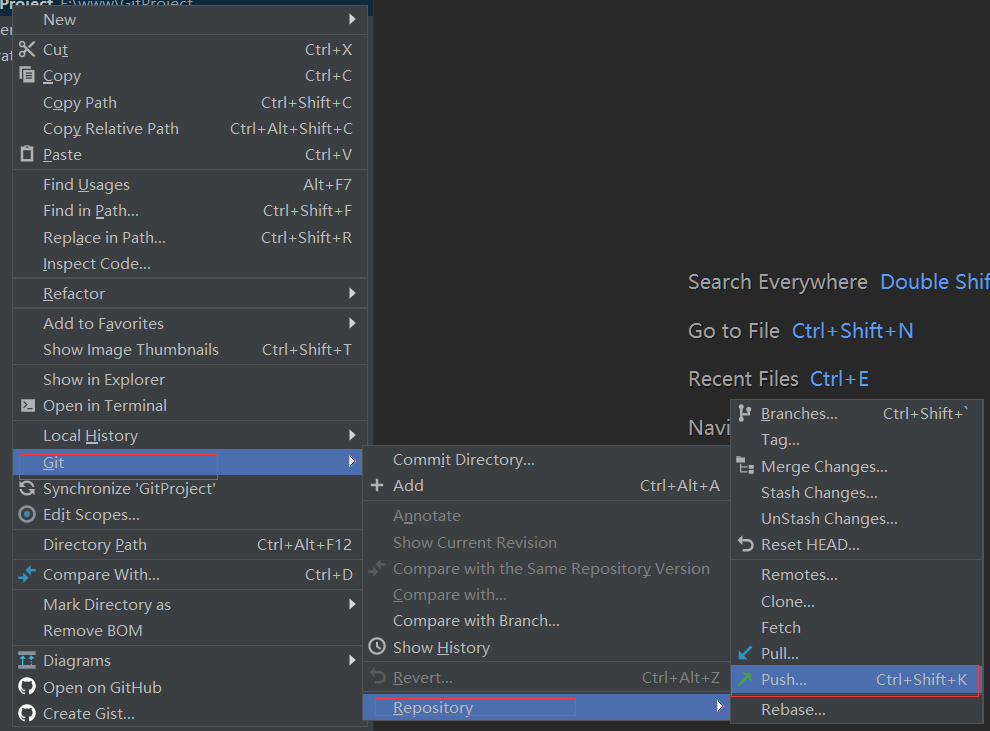 Project E:\www\GitProject
New
Cut Ctrl+X
Copy Ctrl+C
Copy Path Ctrl+Shift+C
Copy Relative Path Ctrl+Alt+Shift+C
Paste Ctrl+V
Find Usages Alt+F7
Find in Path... Ctrl+Shift+F
Replace in Path... Ctrl+Shift+R
Inspect Code...
Refactor
Add to Favorites
Show Image Thumbnails Ctrl+Shift+T
Show in Explorer
Open in Terminal
Local History
Git
Synchronize 'GitProject'
Edit Scopes...
Directory Path Ctrl+Alt+F12
Compare With... Ctrl+D
Mark Directory as
Remove BOM
Diagrams
Open on GitHub
Create Gist...
Commit Directory...
Add Ctrl+Alt+A
Annotate
Show Current Revision
Compare with the Same Repository Version
Compare with...
Compare with Branch...
Show History
Revert... Ctrl+Alt+Z
Repository
Search Everywhere Double Shif
Go to File Ctrl+Shift+N
Recent Files Ctrl+E
Navi
Branches... Ctrl+Shift+`
Tag...
Merge Changes...
Stash Changes...
UnStash Changes...
Reset HEAD...
Remotes...
Clone...
Fetch
Pull...
Push... Ctrl+Shift+K
Rebase...